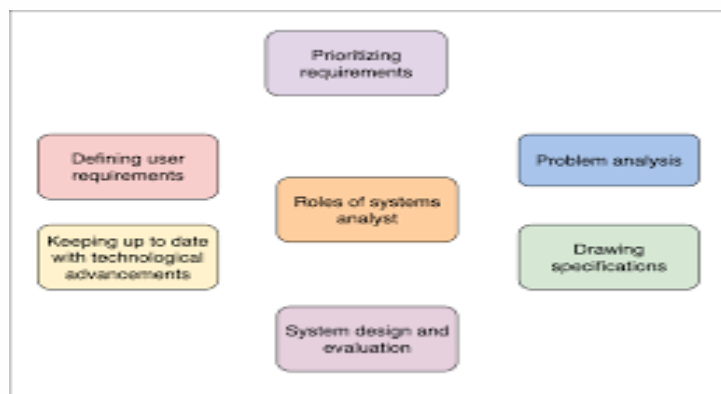 Prioritizing
requirements
Defining user
requirements
Problem analysis
Roles of systems
analyst
Keeping up to date
with technological
advancements
Drawing
specifications
System design and
evaluation